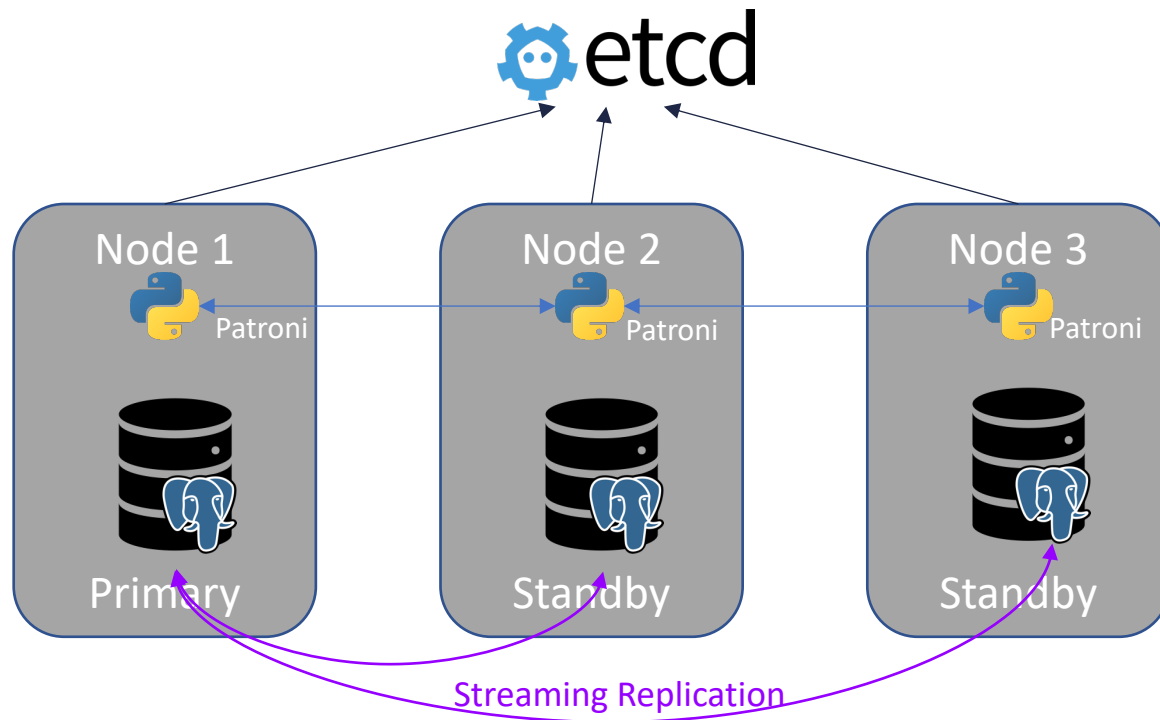 etcd
Node 1
Node 2
Node 3
Patroni
Patroni
Patroni
Primary
Standby
Standby
Streaming Replication